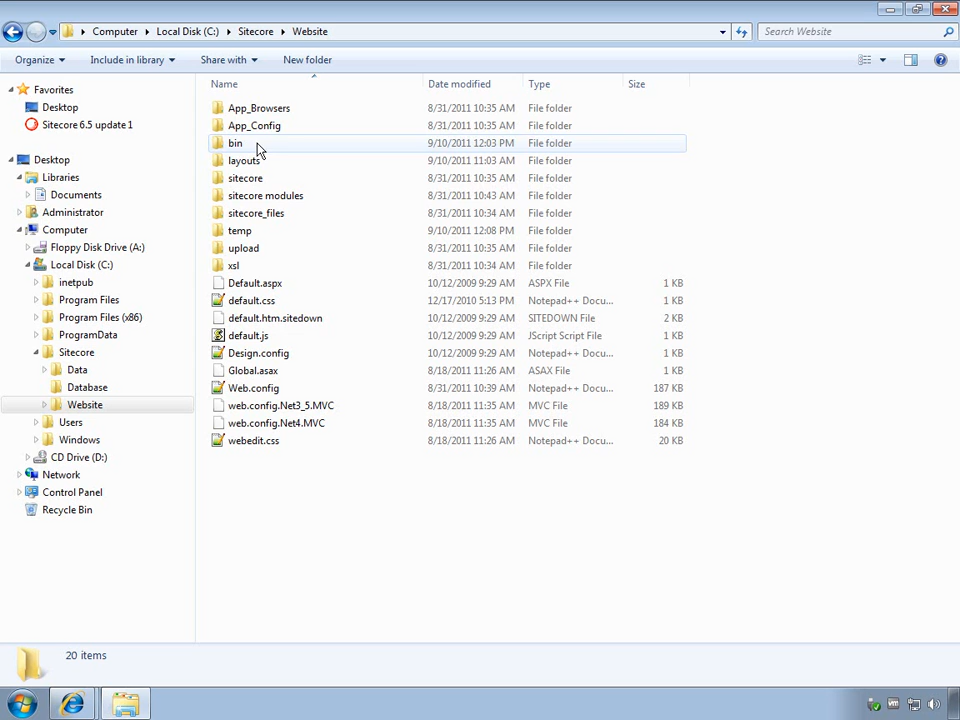 Computer Local Disk (C:) Sitecore Website
Search Website
Organize Include in library Share with New folder
Name Date modified Type Size
Favorites
Desktop
Sitecore 6.5 update 1
Desktop
Libraries
Documents
Administrator
Computer
Floppy Disk Drive (A:)
Local Disk (C:)
inetpub
Program Files
Program Files (x86)
ProgramData
Sitecore
Data
Database
Website
Users
Windows
CD Drive (D:)
Network
Control Panel
Recycle Bin
App_Browsers 8/31/2011 10:35 AM File folder
App_Config 8/31/2011 10:35 AM File folder
bin 9/10/2011 12:03 PM File folder
layouts 9/10/2011 11:03 AM File folder
sitecore 8/31/2011 10:35 AM File folder
sitecore modules 8/31/2011 10:43 AM File folder
sitecore_files 8/31/2011 10:34 AM File folder
temp 9/10/2011 12:08 PM File folder
upload 8/31/2011 10:35 AM File folder
xsl 8/31/2011 10:34 AM File folder
Default.aspx 10/12/2009 9:29 AM ASPX File 1 KB
default.css 12/17/2010 5:13 PM Notepad++ Docu... 1 KB
default.htm.sitedown 10/12/2009 9:29 AM SITEDOWN File 2 KB
default.js 10/12/2009 9:29 AM JScript Script File 1 KB
Design.config 10/12/2009 9:29 AM Notepad++ Docu... 1 KB
Global.asax 8/18/2011 11:26 AM ASAX File 1 KB
Web.config 8/31/2011 10:39 AM Notepad++ Docu... 187 KB
web.config.Net3_5.MVC 8/18/2011 11:35 AM MVC File 189 KB
web.config.Net4.MVC 8/18/2011 11:35 AM MVC File 184 KB
webedit.css 8/18/2011 11:26 AM Notepad++ Docu... 20 KB
20 items